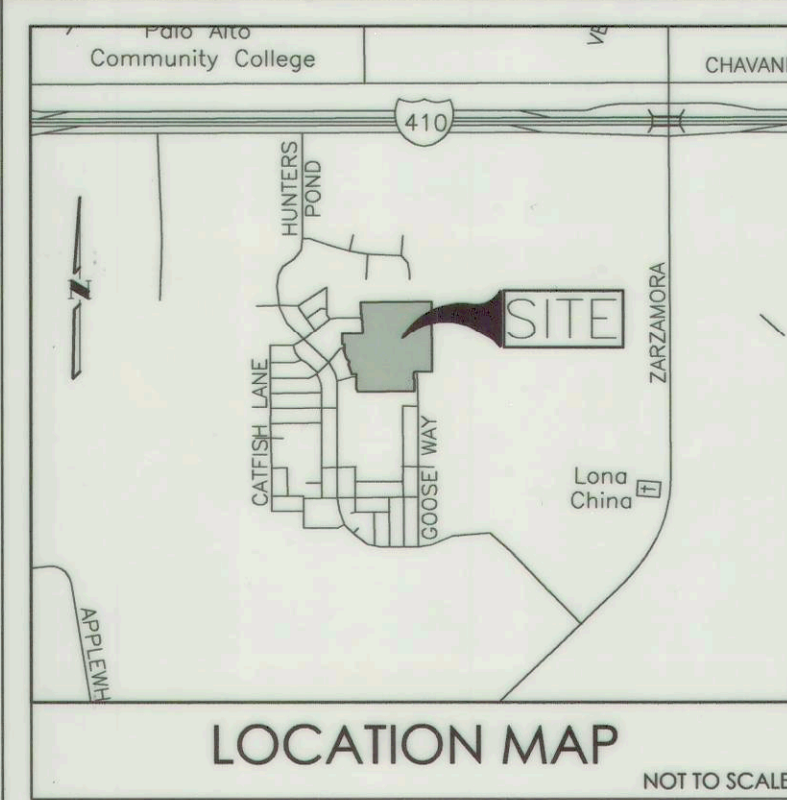 Palo Alto
Community College
CHAVAN
410
HUNTERS
POND
N
SITE
ZARZAMORA
CATFISH LANE
GOOSE WAY
Lona
China
APPLEWH
LOCATION MAP
NOT TO SCALE